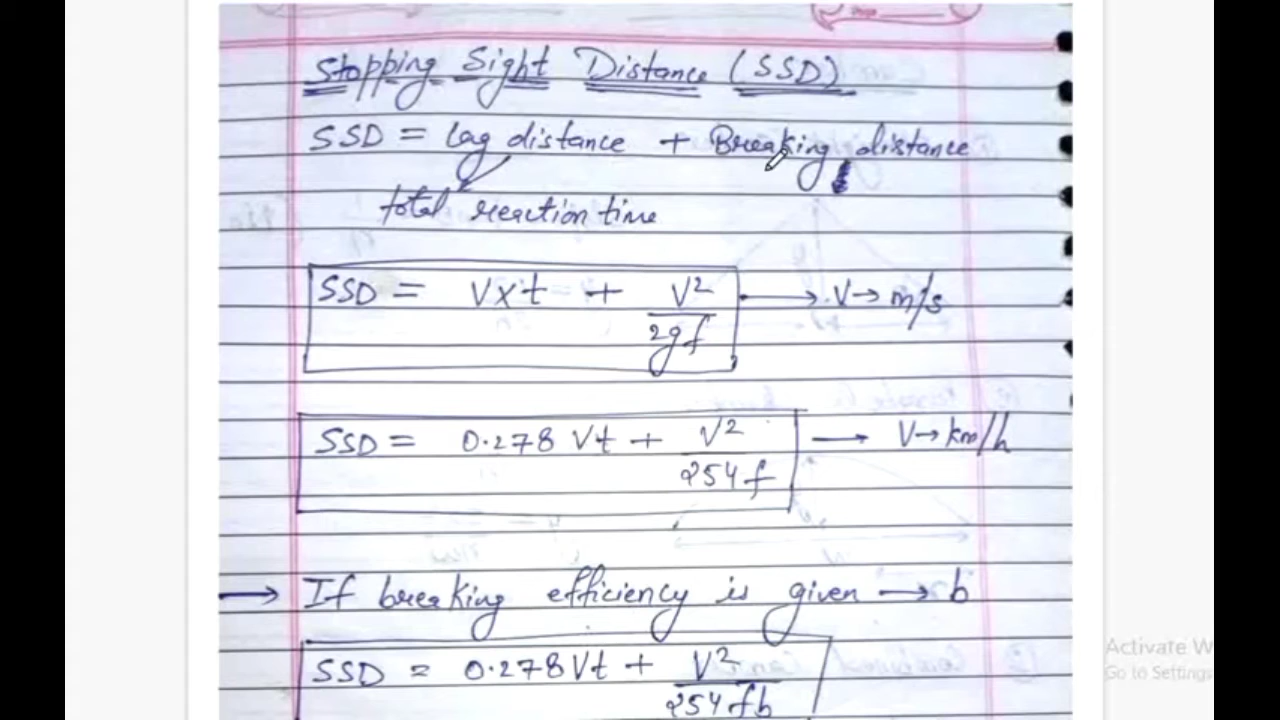 Stopping Sight Distance (SSD)
SSD = Lag distance + Breaking distance
total reaction time
SSD = V×t + V²/2gf → V→ m/s
SSD = 0.278 Vt + V²/254f → V→ km/h
→ If breaking efficiency is given → b
SSD = 0.278Vt + V²/254fb
Activate W
Go to Settings